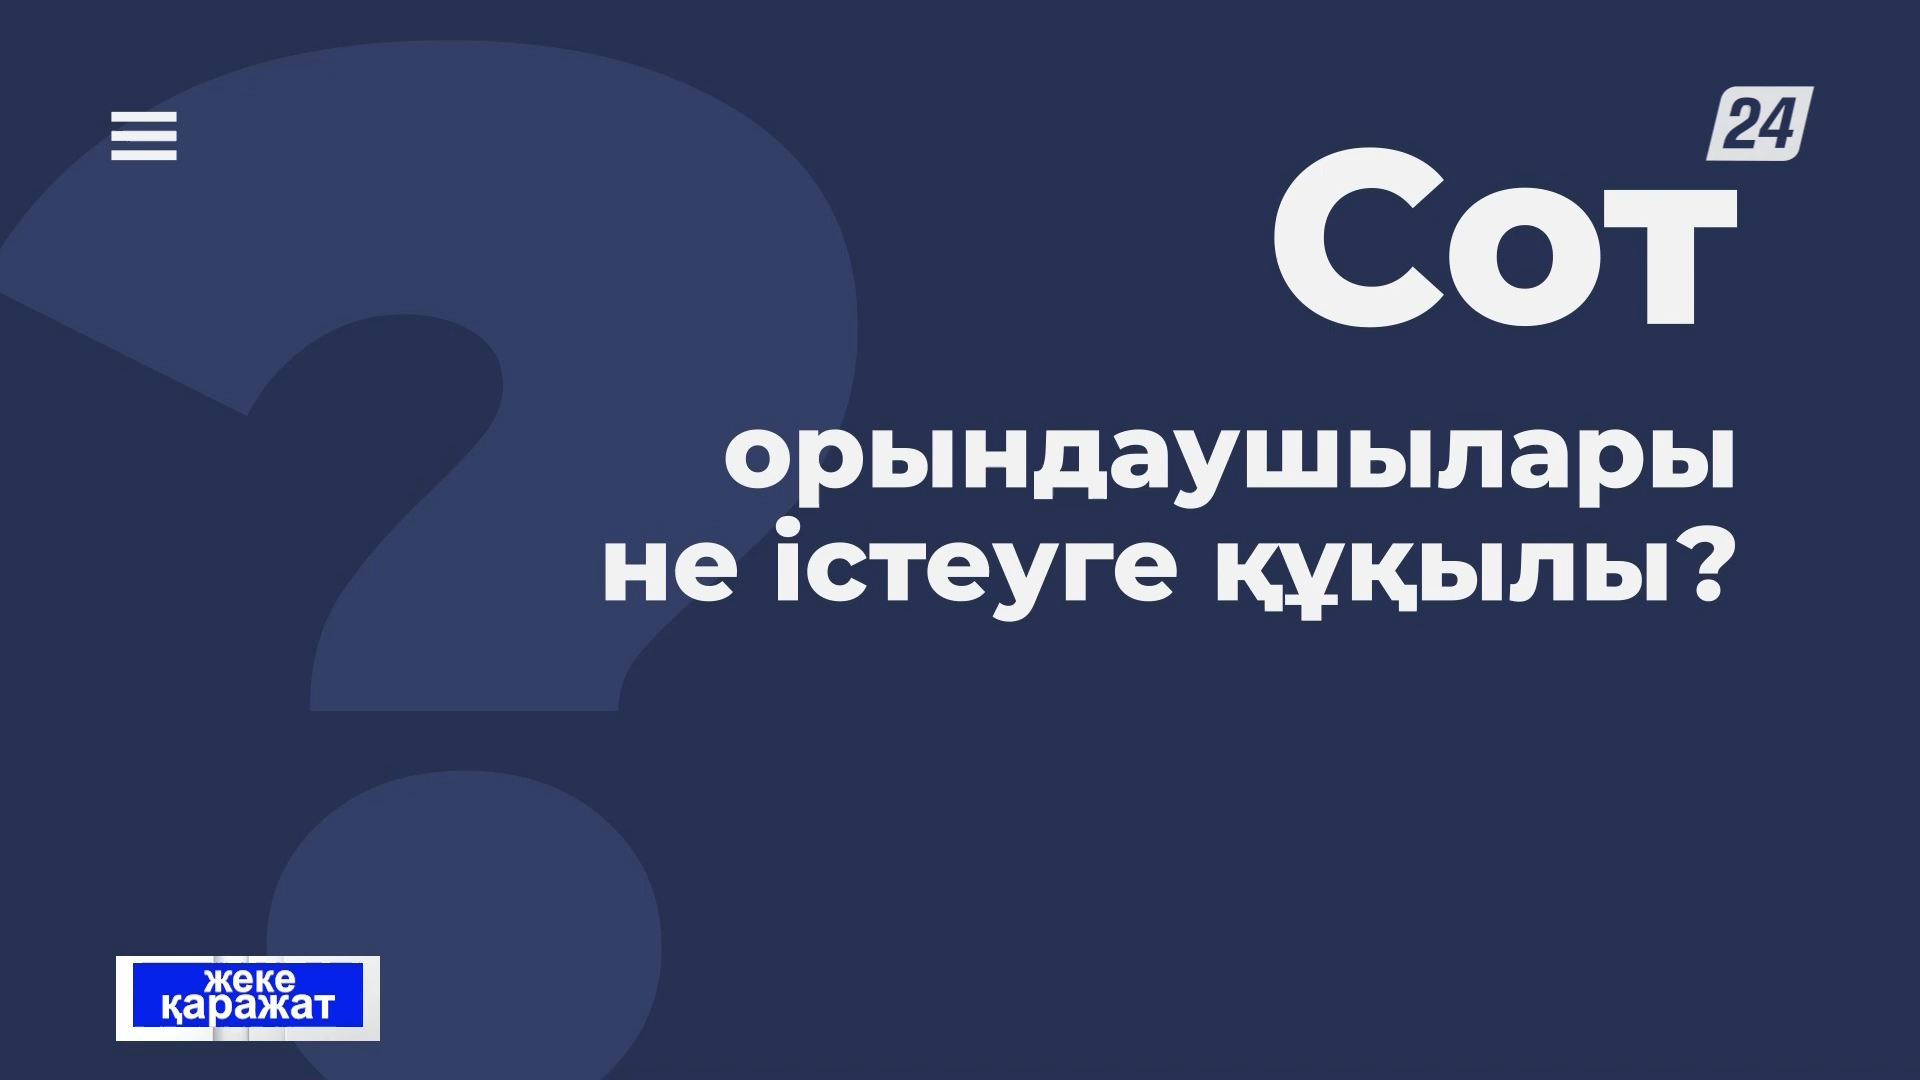 24
Сот
орындаушылары
не істеуге құқылы?
жеке
қаражат